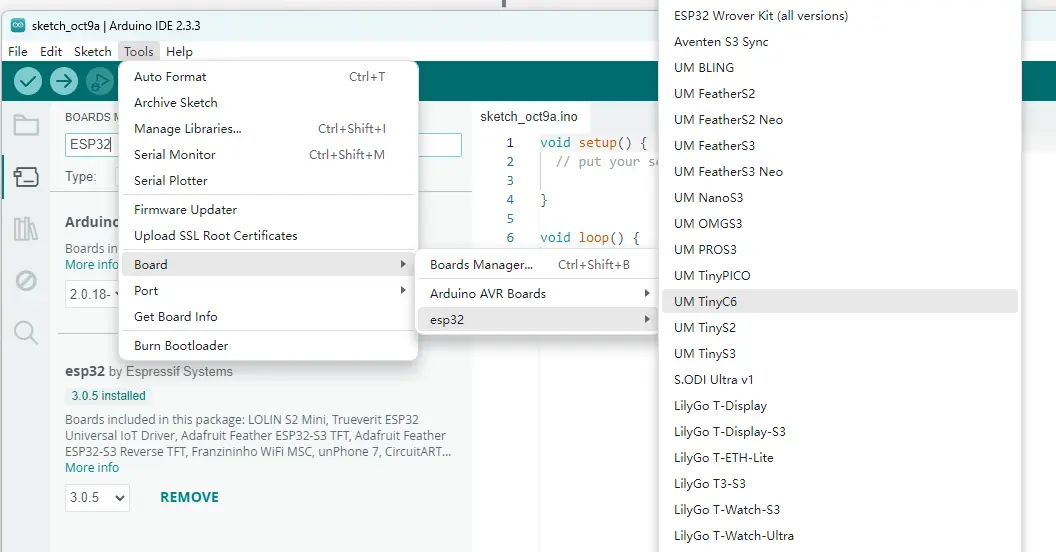 sketch_oct9a | Arduino IDE 2.3.3
File Edit Sketch Tools Help
Auto Format Ctrl+T
Archive Sketch
Manage Libraries... Ctrl+Shift+I
Serial Monitor Ctrl+Shift+M
Serial Plotter
Firmware Updater
Upload SSL Root Certificates
Board
Port
Get Board Info
Burn Bootloader
BOARDS M
ESP32
Type:
Arduino
Boards in
More info
2.0.18-
esp32 by Espressif Systems
3.0.5 installed
Boards included in this package: LOLIN S2 Mini, Trueverit ESP32
Universal IoT Driver, Adafruit Feather ESP32-S3 TFT, Adafruit Feather
ESP32-S3 Reverse TFT, Franzininho WiFi MSC, unPhone 7, CircuitART...
More info
3.0.5 REMOVE
sketch_oct9a.ino
1 void setup() {
2 // put your se
3
4 }
5
6 void loop() {
Boards Manager... Ctrl+Shift+B
Arduino AVR Boards
esp32
ESP32 Wrover Kit (all versions)
Aventen S3 Sync
UM BLING
UM FeatherS2
UM FeatherS2 Neo
UM FeatherS3
UM FeatherS3 Neo
UM NanoS3
UM OMGS3
UM PROS3
UM TinyPICO
UM TinyC6
UM TinyS2
UM TinyS3
S.ODI Ultra v1
LilyGo T-Display
LilyGo T-Display-S3
LilyGo T-ETH-Lite
LilyGo T3-S3
LilyGo T-Watch-S3
LilyGo T-Watch-Ultra